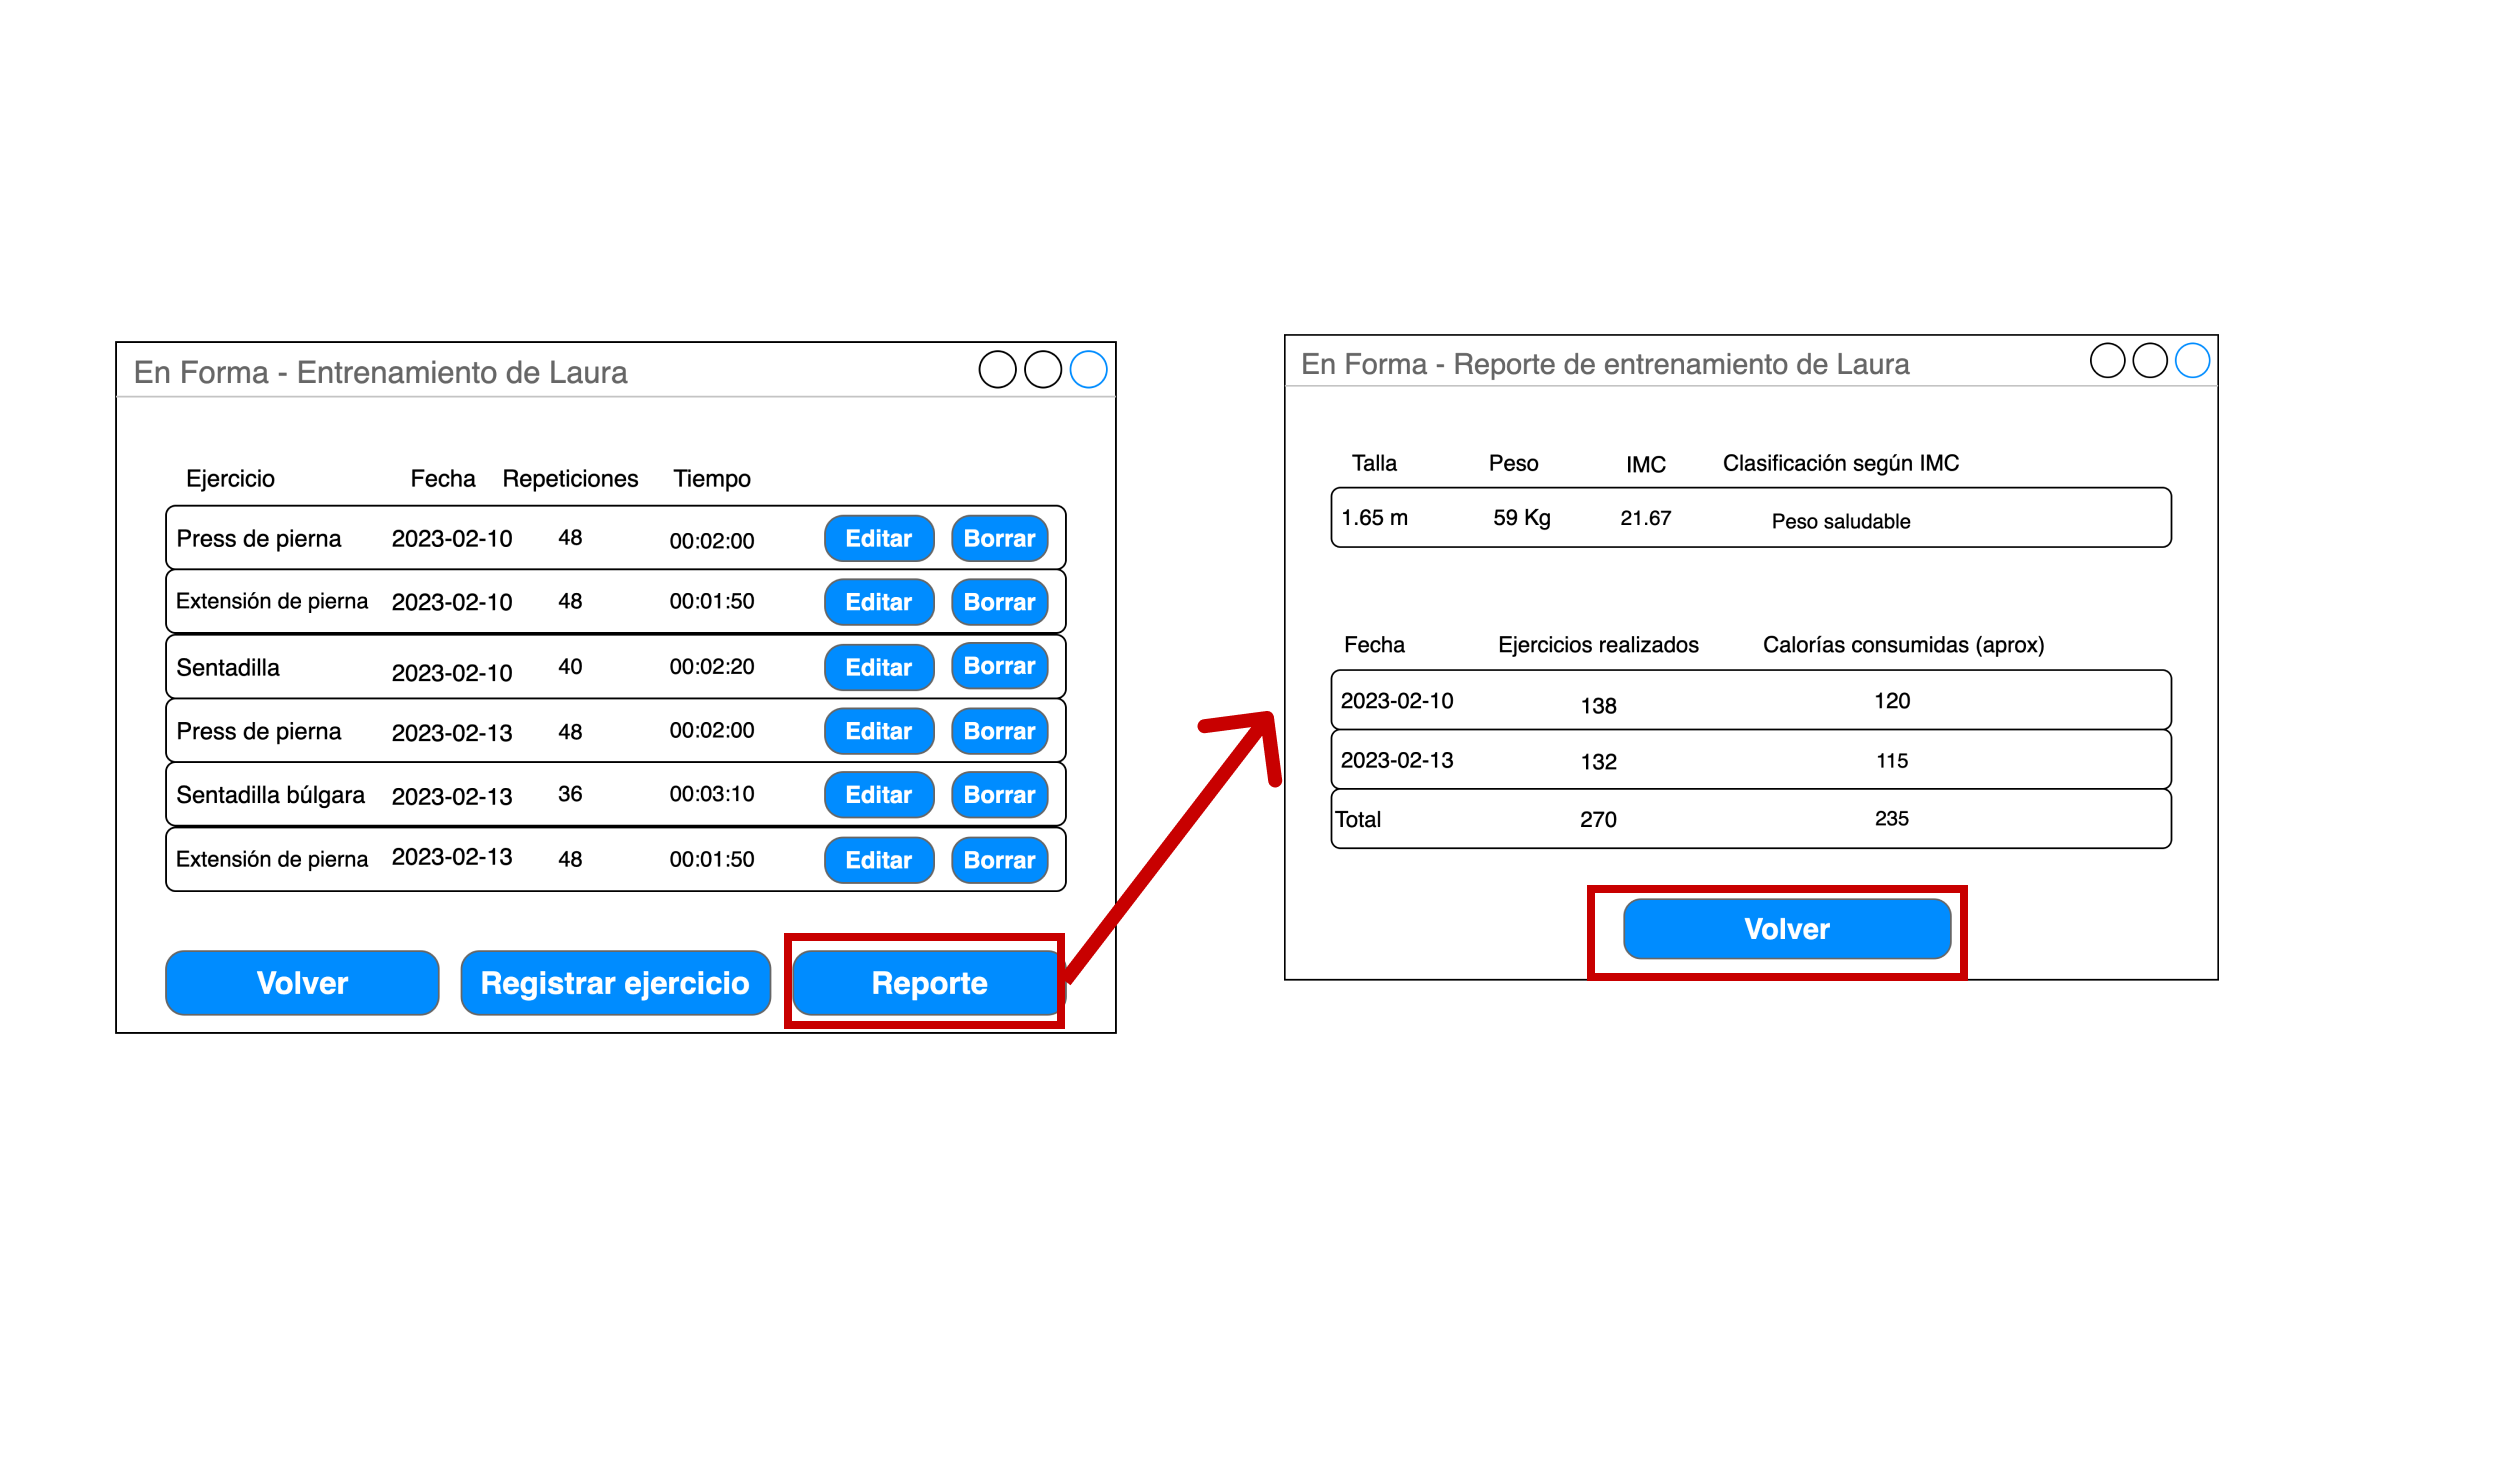 En Forma - Entrenamiento de Laura
Ejercicio Fecha Repeticiones Tiempo
Press de pierna 2023-02-10 48 00:02:00 Editar Borrar
Extensión de pierna 2023-02-10 48 00:01:50 Editar Borrar
Sentadilla 2023-02-10 40 00:02:20 Editar Borrar
Press de pierna 2023-02-13 48 00:02:00 Editar Borrar
Sentadilla búlgara 2023-02-13 36 00:03:10 Editar Borrar
Extensión de pierna 2023-02-13 48 00:01:50 Editar Borrar
Volver Registrar ejercicio Reporte
En Forma - Reporte de entrenamiento de Laura
Talla Peso IMC Clasificación según IMC
1.65 m 59 Kg 21.67 Peso saludable
Fecha Ejercicios realizados Calorías consumidas (aprox)
2023-02-10 138 120
2023-02-13 132 115
Total 270 235
Volver